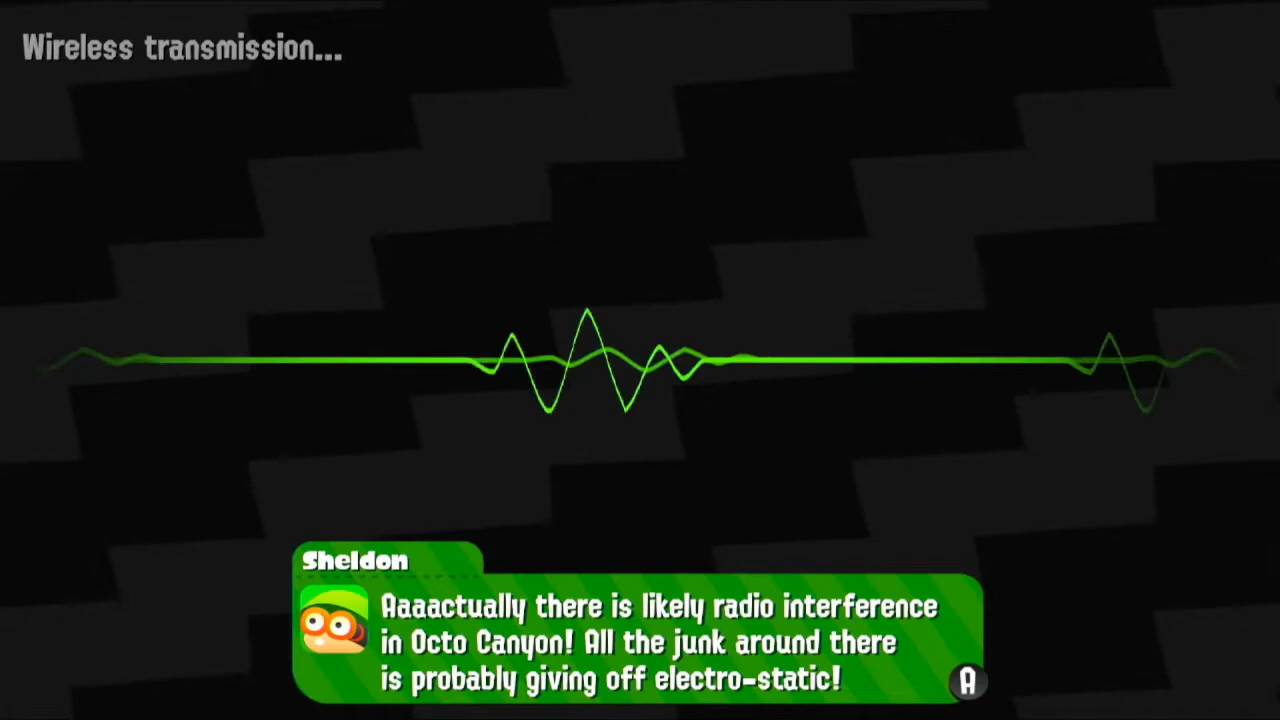 Wireless transmission...
Sheldon
Aaaactually there is likely radio interference
in Octo Canyon! All the junk around there
is probably giving off electro-static!
A